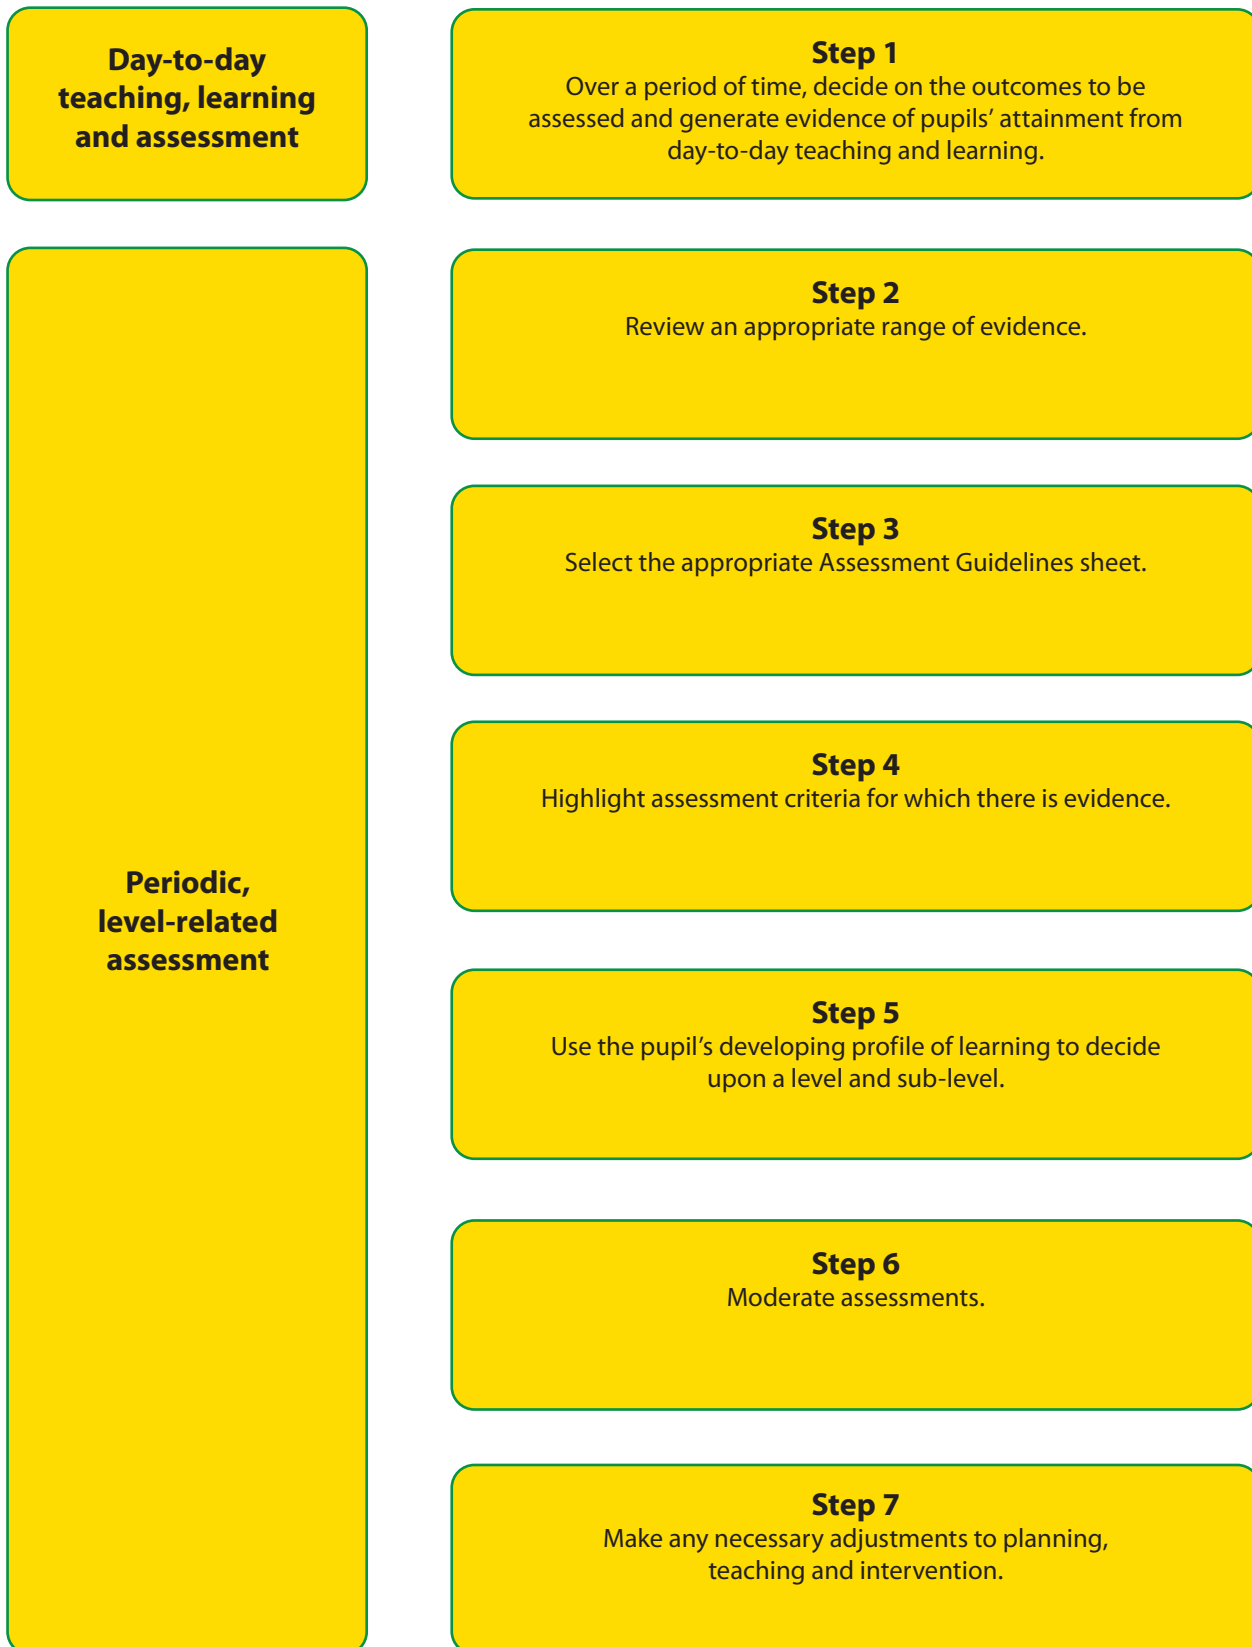 Day-to-day
teaching, learning
and assessment
Step 1
Over a period of time, decide on the outcomes to be
assessed and generate evidence of pupils’ attainment from
day-to-day teaching and learning.
Periodic,
level-related
assessment
Step 2
Review an appropriate range of evidence.
Step 3
Select the appropriate Assessment Guidelines sheet.
Step 4
Highlight assessment criteria for which there is evidence.
Step 5
Use the pupil’s developing profile of learning to decide
upon a level and sub-level.
Step 6
Moderate assessments.
Step 7
Make any necessary adjustments to planning,
teaching and intervention.